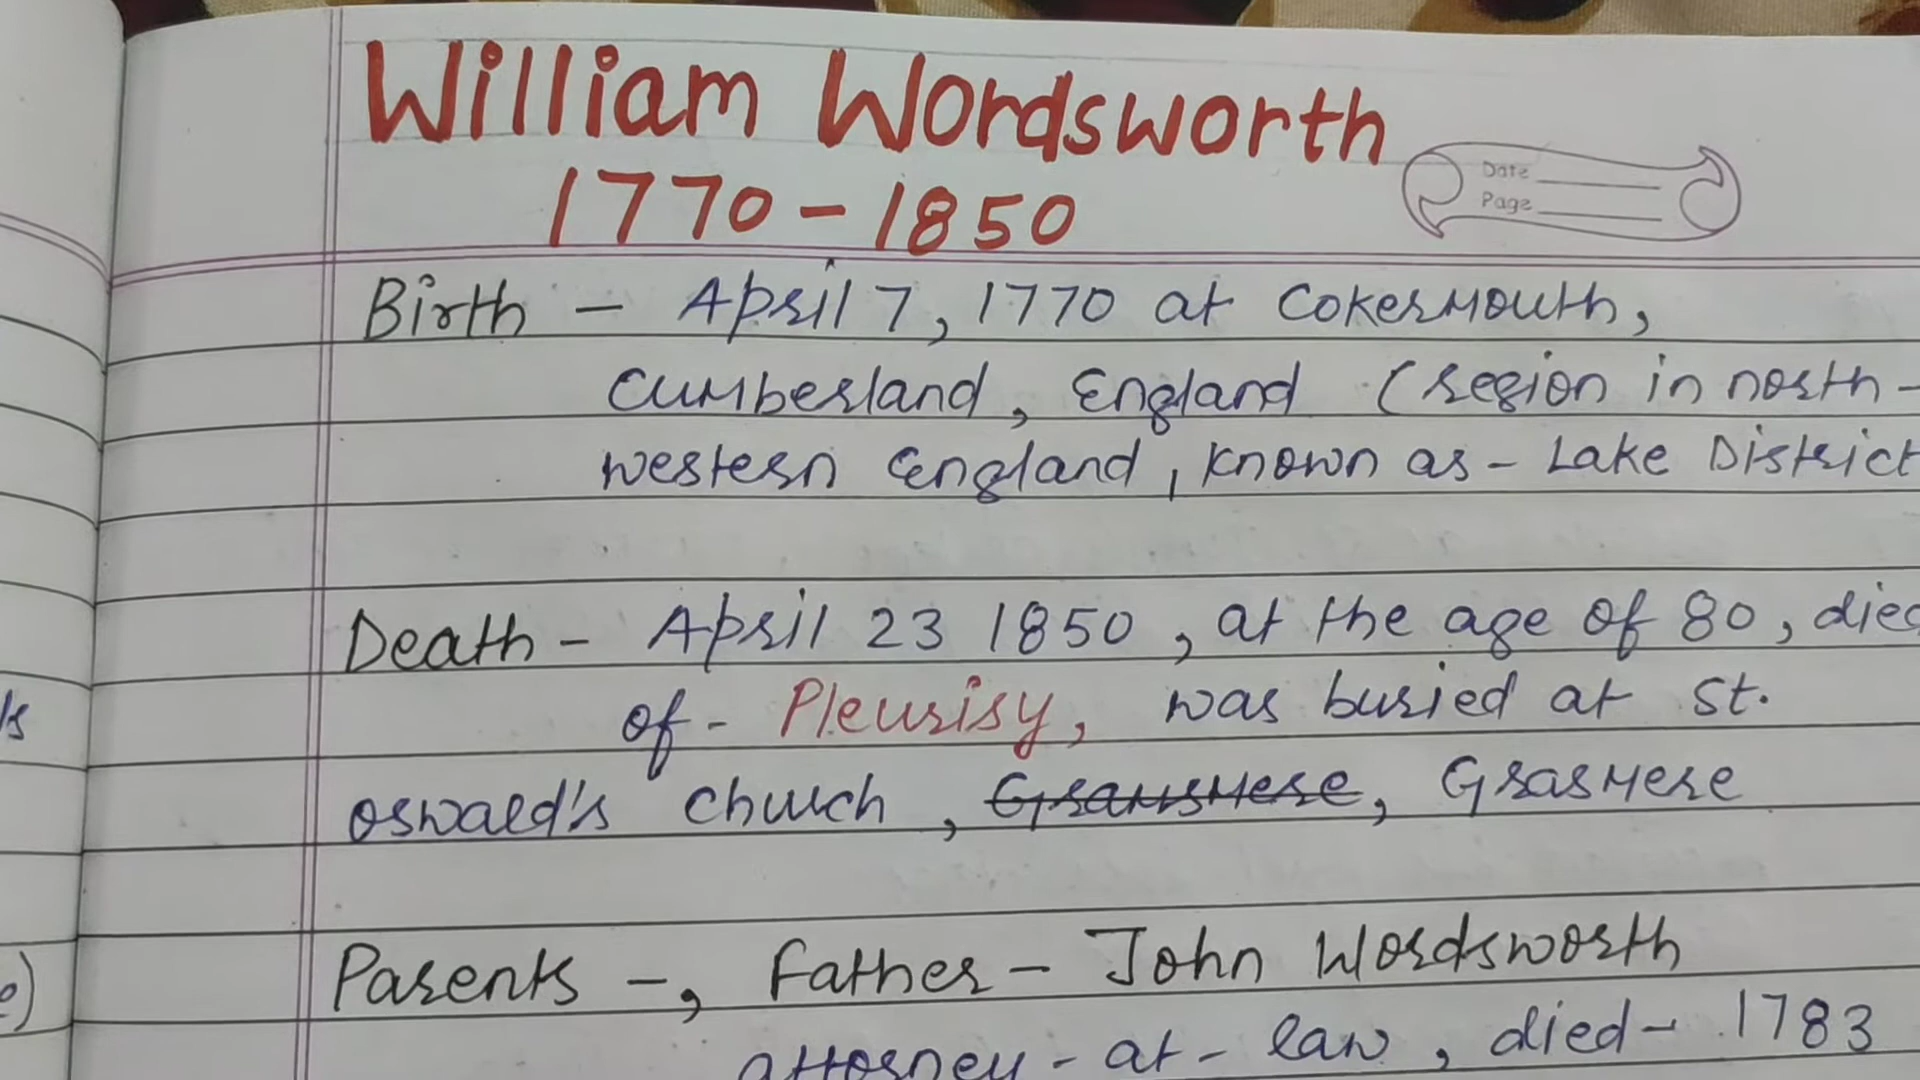 William Wordsworth
1770-1850
Date
Page
Birth - April 7, 1770 at Cokermouth,
Cumberland, England (region in north-
western England, known as - Lake District
Death - April 23 1850, at the age of 80, died
of - Pleurisy, was buried at St.
Oswald's church, Gramsmere, Grasmere
Parents -, Father - John Wordsworth
attorney-at-law, died - 1783